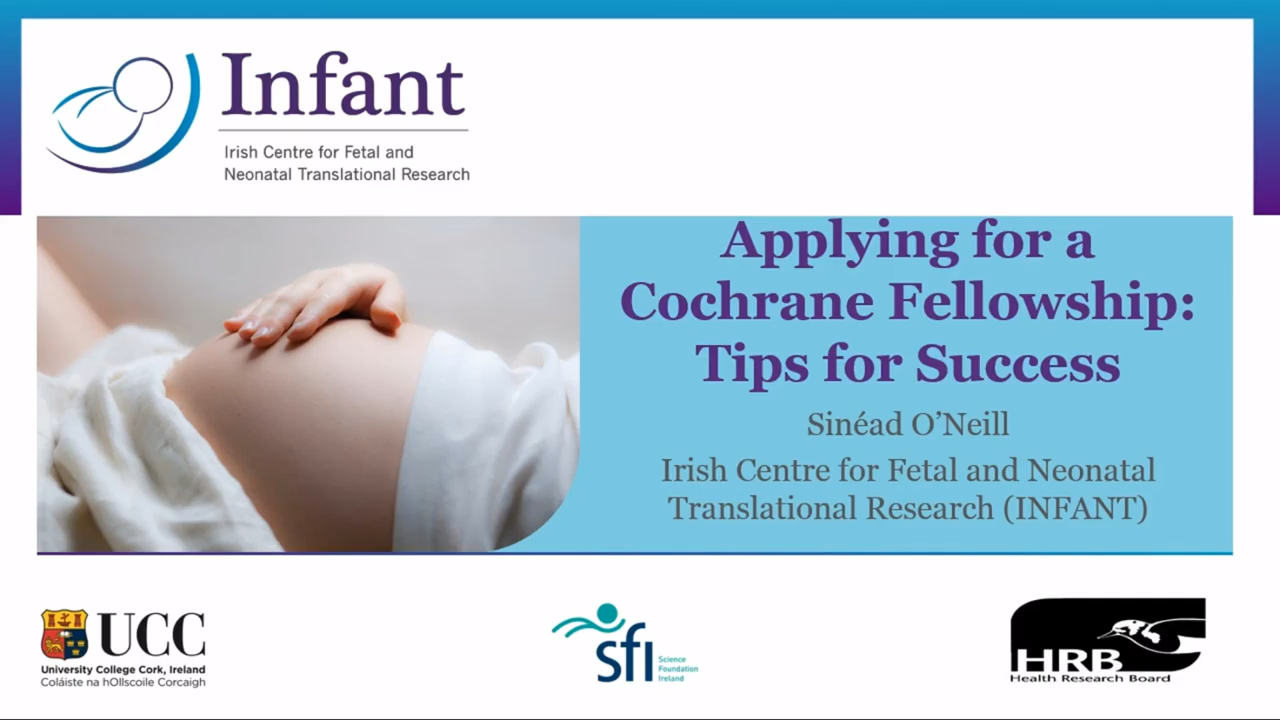 Infant
Irish Centre for Fetal and
Neonatal Translational Research
Applying for a
Cochrane Fellowship:
Tips for Success
Sinéad O’Neill
Irish Centre for Fetal and Neonatal
Translational Research (INFANT)
UCC
University College Cork, Ireland
Coláiste na hOllscoile Corcaigh
sfi
Science
Foundation
Ireland
HRB
Health Research Board